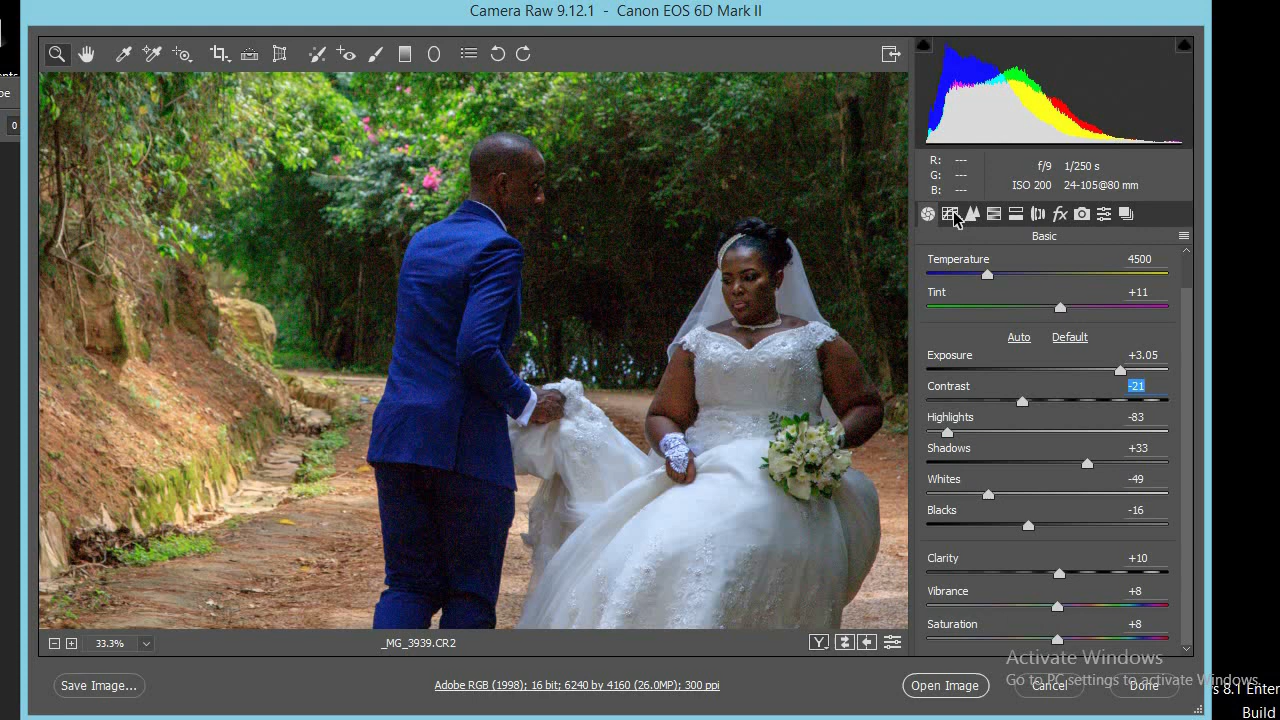 Camera Raw 9.12.1 - Canon EOS 6D Mark II
pe
0
R: ---
G: ---
B: ---
f/9 1/250 s
ISO 200 24-105@80 mm
fx
Basic
Temperature 4500
Tint +11
Auto Default
Exposure +3.05
Contrast -21
Highlights -83
Shadows +33
Whites -49
Blacks -16
Clarity +10
Vibrance +8
Saturation +8
33.3%
_MG_3939.CR2
Y
Activate Windows
Go to PC settings to activate Windows.
Save Image...
Adobe RGB (1998); 16 bit; 6240 by 4160 (26.0MP); 300 ppi
Open Image
Cancel
Done
s 8.1 Enter
Build